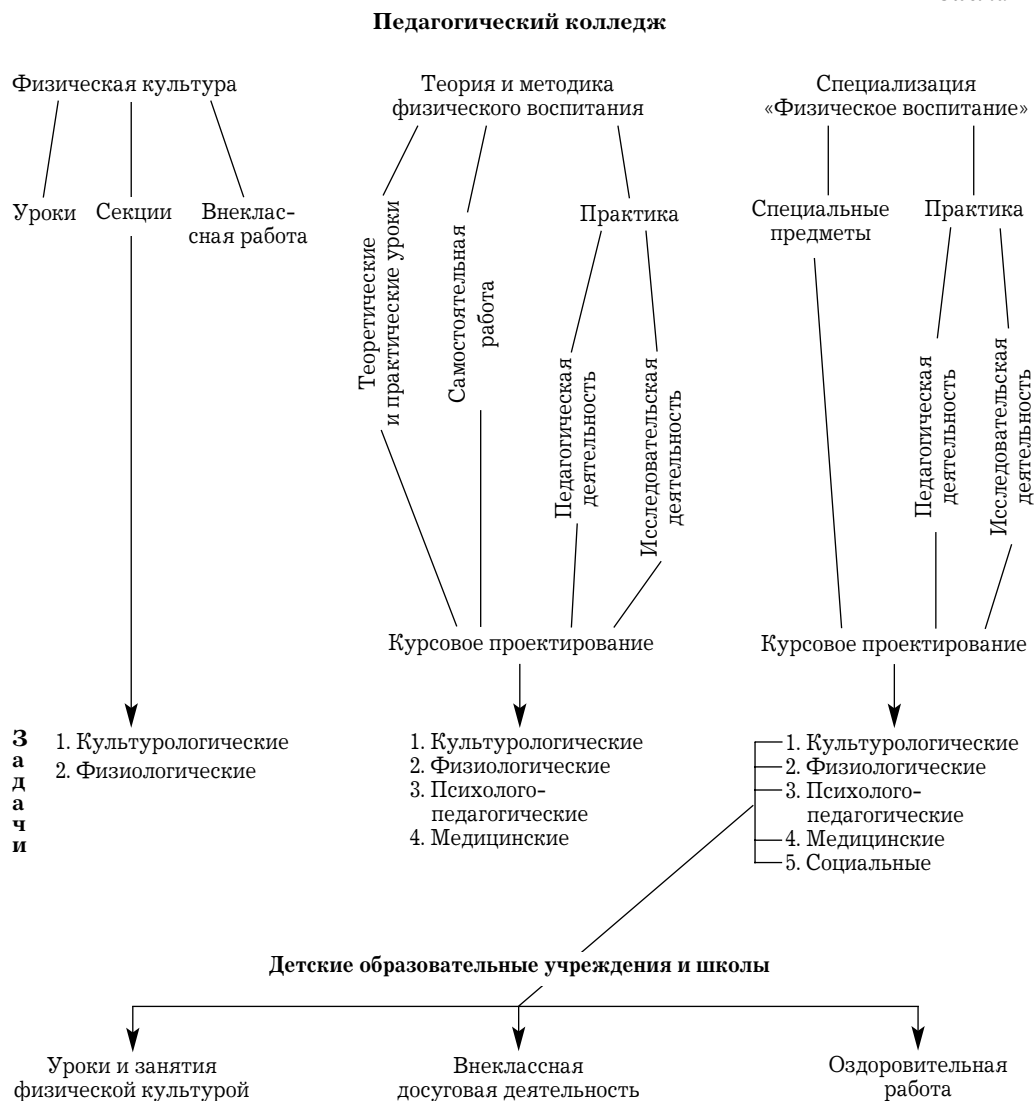 Педагогический колледж
Физическая культура
Теория и методика
физического воспитания
Специализация
«Физическое воспитание»
Уроки
Секции
Внеклас-
сная работа
Теоретические
и практические уроки
Самостоятельная
работа
Практика
Педагогическая
деятельность
Исследовательская
деятельность
Специальные
предметы
Практика
Педагогическая
деятельность
Исследовательская
деятельность
Курсовое проектирование
Курсовое проектирование
Задачи
1. Культурологические
2. Физиологические
1. Культурологические
2. Физиологические
3. Психолого-
педагогические
4. Медицинские
1. Культурологические
2. Физиологические
3. Психолого-
педагогические
4. Медицинские
5. Социальные
Детские образовательные учреждения и школы
Уроки и занятия
физической культурой
Внеклассная
досуговая деятельность
Оздоровительная
работа